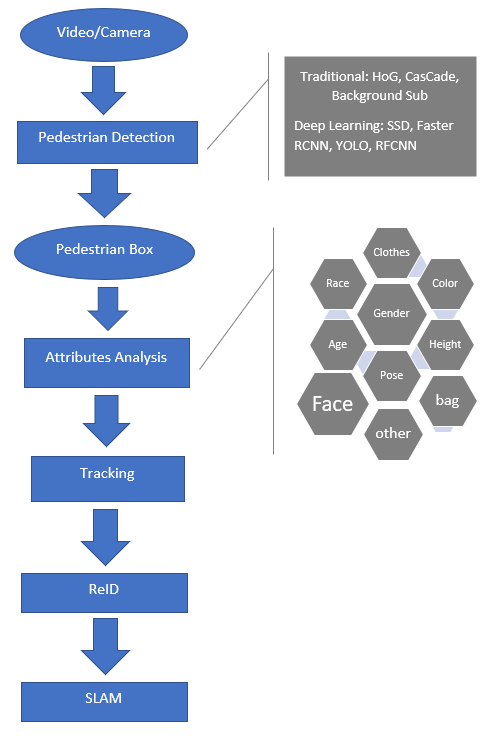 Video/Camera
Pedestrian Detection
Traditional: HoG, CasCade,
Background Sub
Deep Learning: SSD, Faster
RCNN, YOLO, RFCNN
Pedestrian Box
Clothes
Race
Color
Gender
Age
Height
Attributes Analysis
Pose
Face
bag
other
Tracking
ReID
SLAM